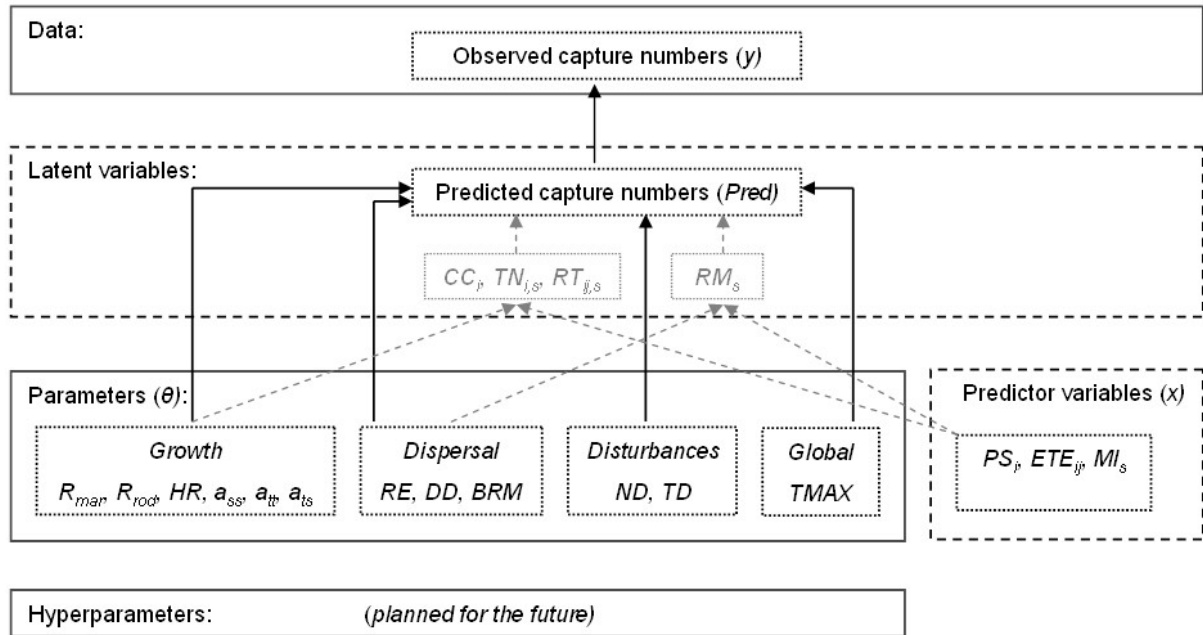 Data:
Observed capture numbers (y)
Latent variables:
Predicted capture numbers (Pred)
CC_i, TN_i,s, RT_ij,s
RM_s
Parameters (θ):
Predictor variables (x)
Growth
R_mar, R_rod, HR, a_ss, a_tt, a_ts
Dispersal
RE, DD, BRM
Disturbances
ND, TD
Global
TMAX
PS_i, ETE_ij, MI_s
Hyperparameters: (planned for the future)